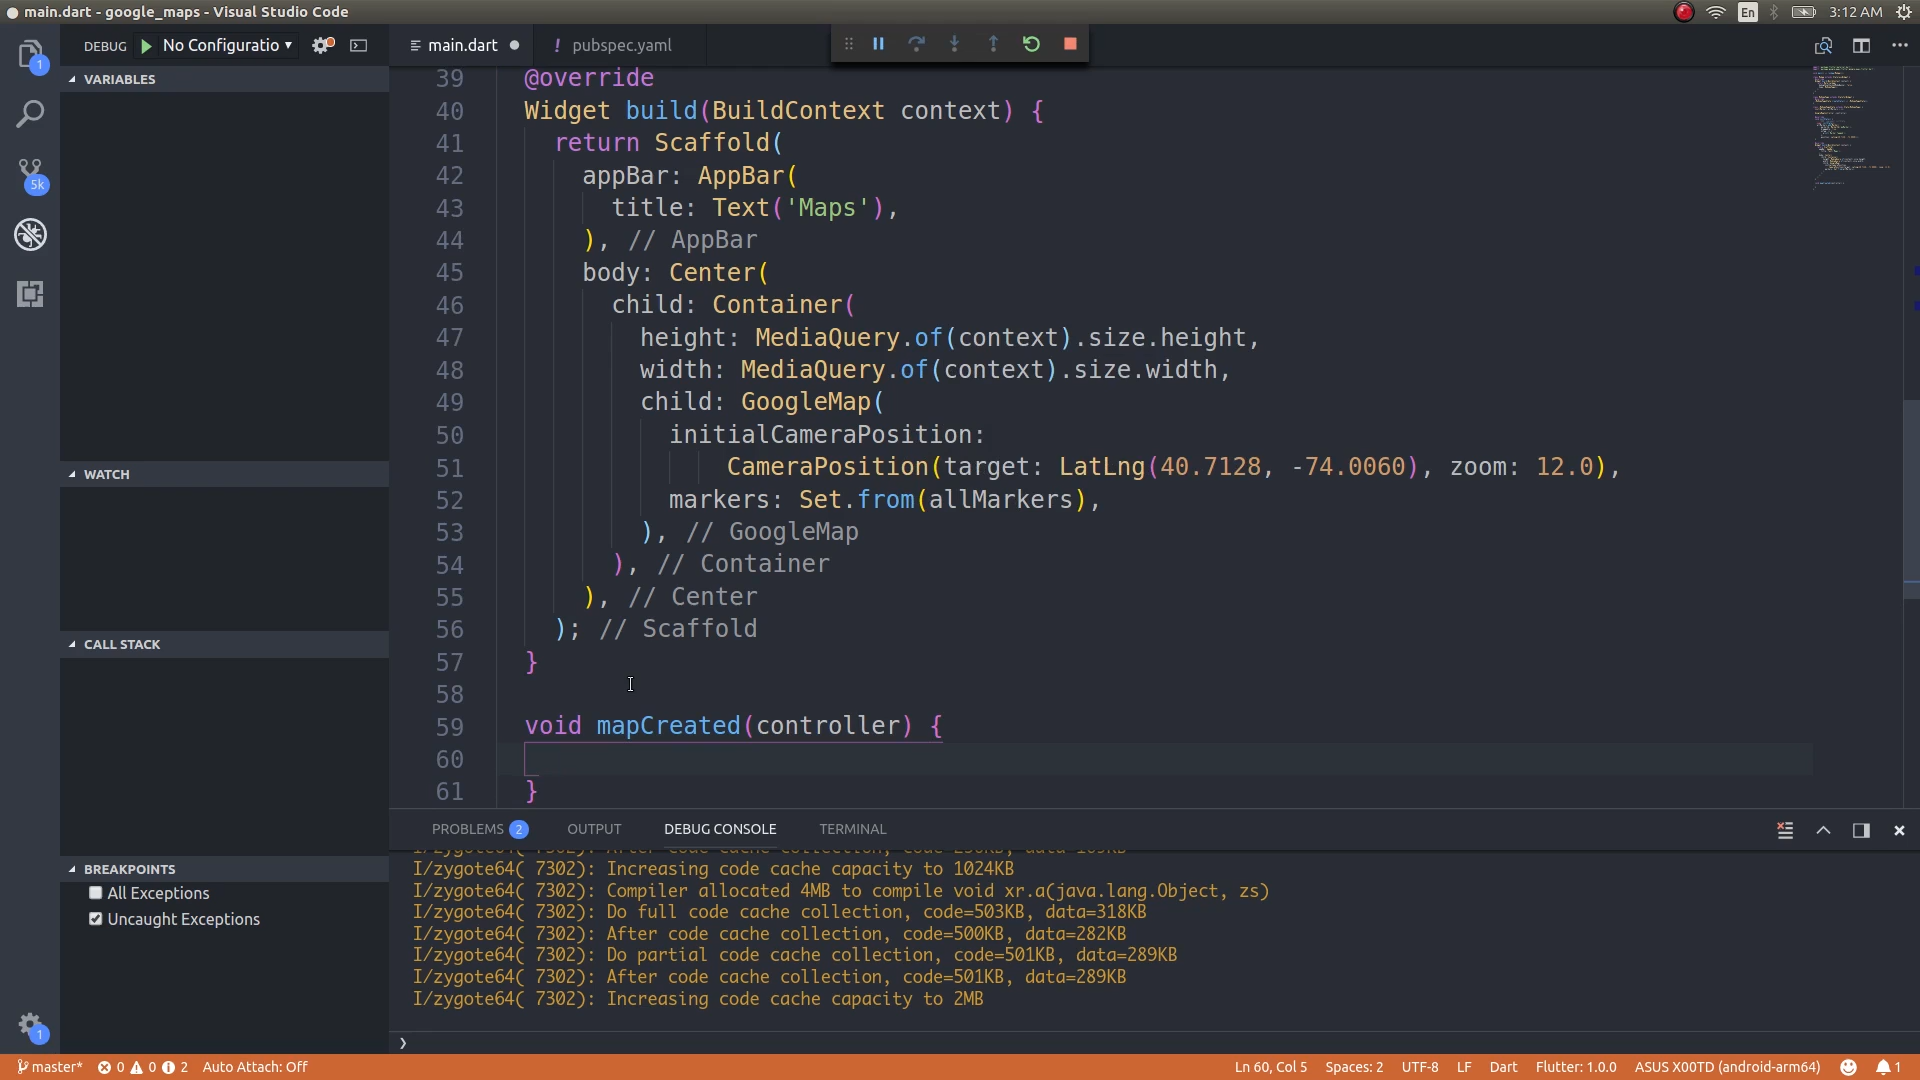 main.dart - google_maps - Visual Studio Code
En
3:12 AM
DEBUG
No Configuratio
main.dart
! pubspec.yaml
1
VARIABLES
5k
WATCH
CALL STACK
BREAKPOINTS
All Exceptions
Uncaught Exceptions
1
39 @override
40 Widget build(BuildContext context) {
41 return Scaffold(
42 appBar: AppBar(
43 title: Text('Maps'),
44 ), // AppBar
45 body: Center(
46 child: Container(
47 height: MediaQuery.of(context).size.height,
48 width: MediaQuery.of(context).size.width,
49 child: GoogleMap(
50 initialCameraPosition:
51 CameraPosition(target: LatLng(40.7128, -74.0060), zoom: 12.0),
52 markers: Set.from(allMarkers),
53 ), // GoogleMap
54 ), // Container
55 ), // Center
56 ); // Scaffold
57 }
58
59 void mapCreated(controller) {
60
61 }
PROBLEMS 2 OUTPUT DEBUG CONSOLE TERMINAL
I/zygote64( 7302): Increasing code cache capacity to 1024KB
I/zygote64( 7302): Compiler allocated 4MB to compile void xr.a(java.lang.Object, zs)
I/zygote64( 7302): Do full code cache collection, code=503KB, data=318KB
I/zygote64( 7302): After code cache collection, code=500KB, data=282KB
I/zygote64( 7302): Do partial code cache collection, code=501KB, data=289KB
I/zygote64( 7302): After code cache collection, code=501KB, data=289KB
I/zygote64( 7302): Increasing code cache capacity to 2MB
master* 0 0 2 Auto Attach: Off
Ln 60, Col 5 Spaces: 2 UTF-8 LF Dart Flutter: 1.0.0 ASUS X00TD (android-arm64) 1